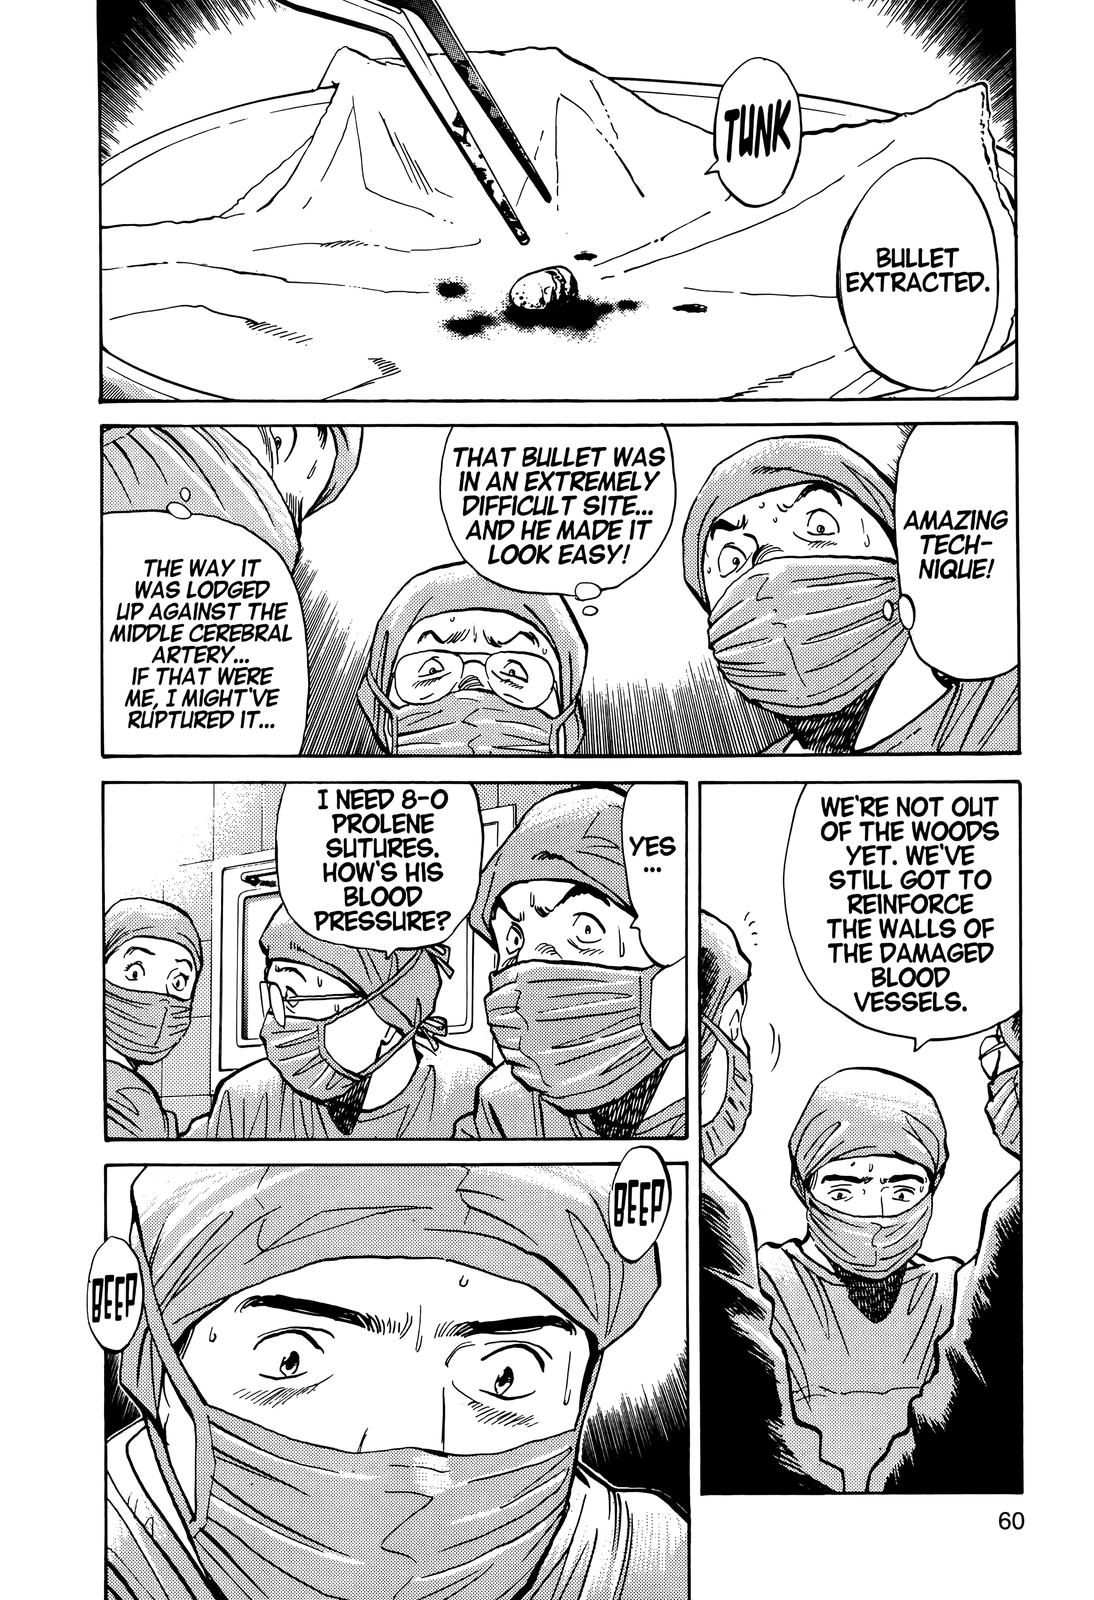 TUNK
BULLET
EXTRACTED.
AMAZING
TECH-
NIQUE!
THAT BULLET WAS
IN AN EXTREMELY
DIFFICULT SITE...
AND HE MADE IT
LOOK EASY!
THE WAY IT
WAS LODGED
UP AGAINST THE
MIDDLE CEREBRAL
ARTERY...
IF THAT WERE
ME, I MIGHT'VE
RUPTURED IT...
WE'RE NOT OUT
OF THE WOODS
YET. WE'VE
STILL GOT TO
REINFORCE
THE WALLS OF
THE DAMAGED
BLOOD
VESSELS.
YES
...
I NEED 8-0
PROLENE
SUTURES.
HOW'S HIS
BLOOD
PRESSURE?
BEEP
BEEP
60